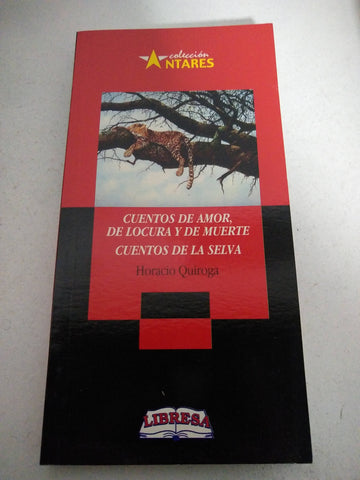 colección
ANTARES
CUENTOS DE AMOR,
DE LOCURA Y DE MUERTE
CUENTOS DE LA SELVA
Horacio Quiroga
LIBRESA